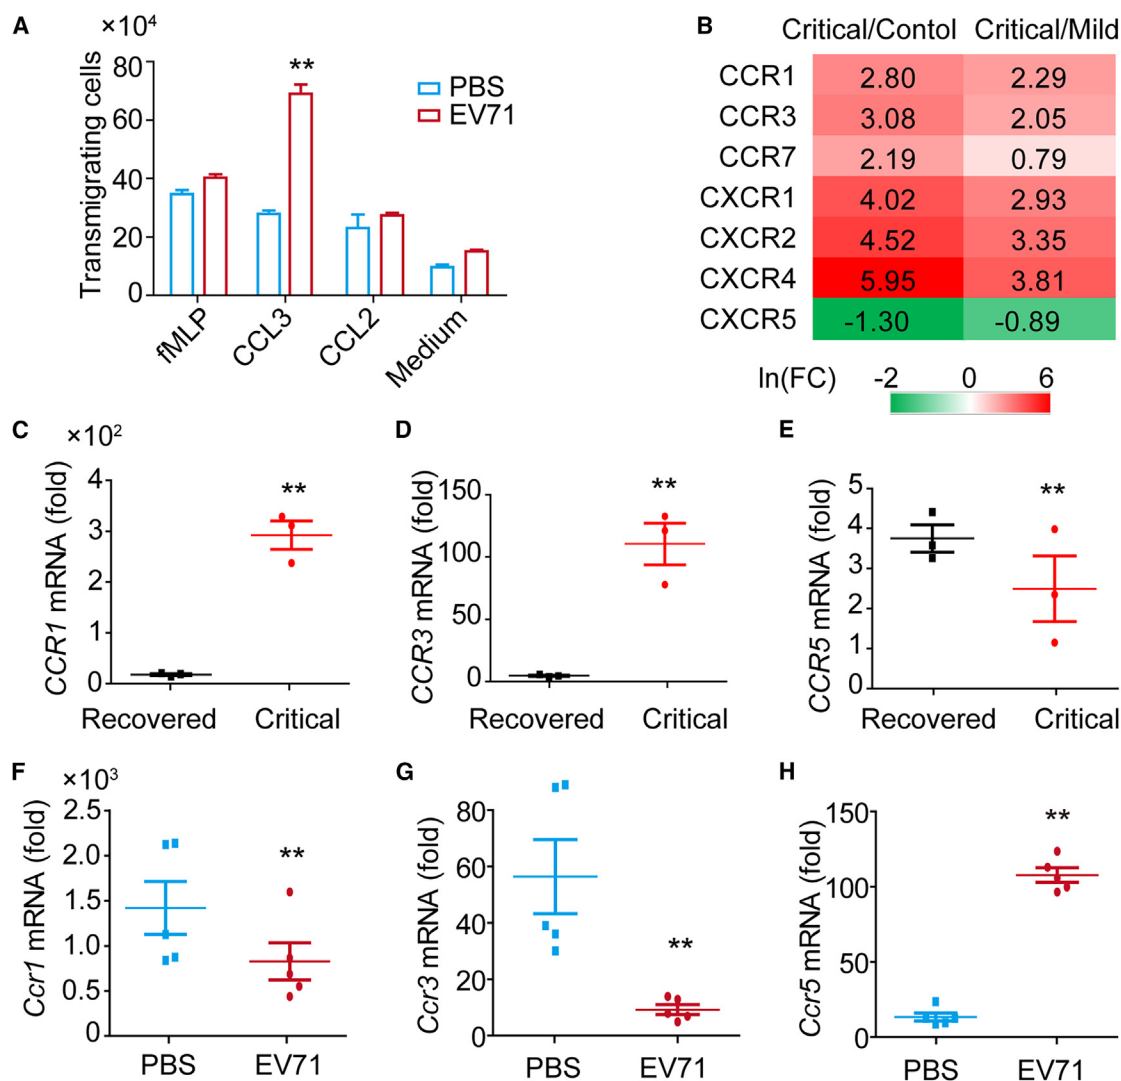 A
×10⁴
Transmigrating cells
80
60
40
20
0
**
PBS
EV71
fMLP
CCL3
CCL2
Medium
B
Critical/Contol Critical/Mild
CCR1 2.80 2.29
CCR3 3.08 2.05
CCR7 2.19 0.79
CXCR1 4.02 2.93
CXCR2 4.52 3.35
CXCR4 5.95 3.81
CXCR5 -1.30 -0.89
ln(FC) -2 0 6
C
×10²
CCR1 mRNA (fold)
4
3
2
1
0
**
Recovered Critical
D
CCR3 mRNA (fold)
150
100
50
0
**
Recovered Critical
E
CCR5 mRNA (fold)
5
4
3
2
1
0
**
Recovered Critical
F
×10³
Ccr1 mRNA (fold)
2.5
2.0
1.5
1.0
0.5
0
**
PBS EV71
G
Ccr3 mRNA (fold)
80
60
40
20
0
**
PBS EV71
H
Ccr5 mRNA (fold)
150
100
50
0
**
PBS EV71